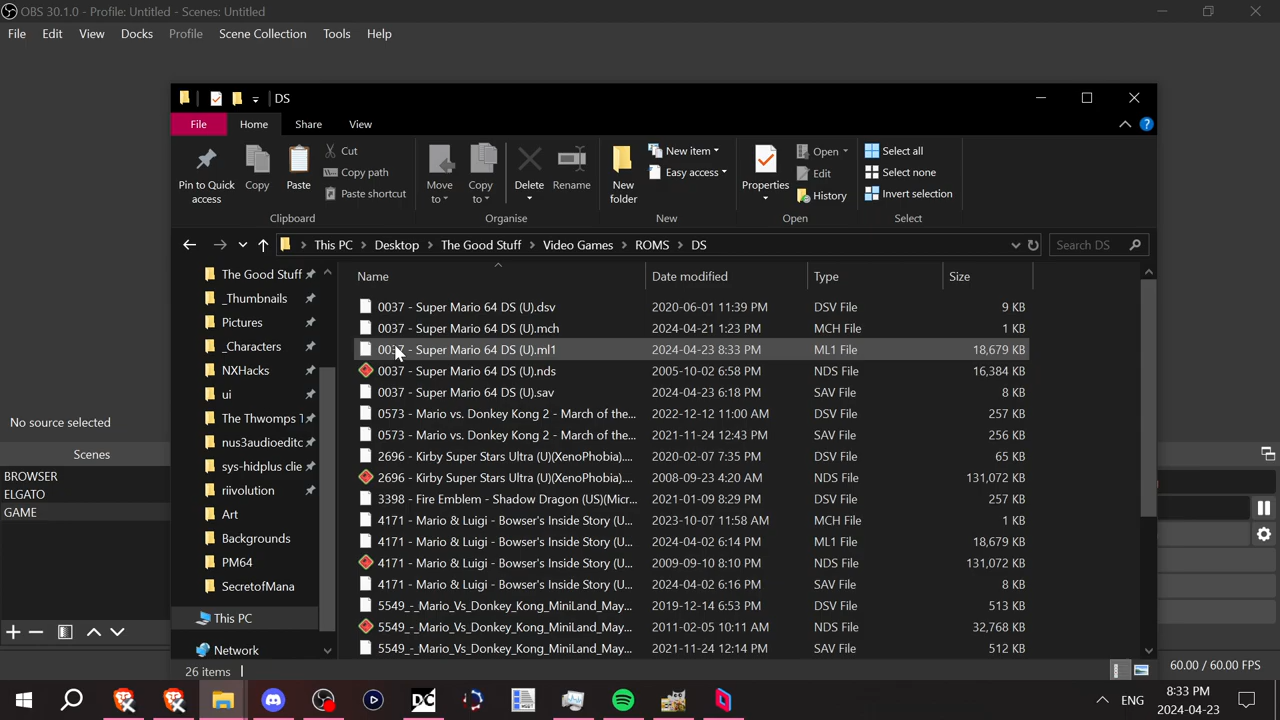 OBS 30.1.0 - Profile: Untitled - Scenes: Untitled
File Edit View Docks Profile Scene Collection Tools Help
DS
File Home Share View
Pin to Quick access
Copy
Paste
Cut
Copy path
Paste shortcut
Clipboard
Move to
Copy to
Delete
Rename
Organise
New folder
New item
Easy access
New
Properties
Open
Edit
History
Open
Select all
Select none
Invert selection
Select
This PC > Desktop > The Good Stuff > Video Games > ROMS > DS
Search DS
The Good Stuff
_Thumbnails
Pictures
_Characters
NXHacks
ui
The Thwomps T
nus3audioeditc
sys-hidplus clie
riivolution
Art
Backgrounds
PM64
SecretofMana
This PC
Network
Name Date modified Type Size
0037 - Super Mario 64 DS (U).dsv 2020-06-01 11:39 PM DSV File 9 KB
0037 - Super Mario 64 DS (U).mch 2024-04-21 1:23 PM MCH File 1 KB
0037 - Super Mario 64 DS (U).ml1 2024-04-23 8:33 PM ML1 File 18,679 KB
0037 - Super Mario 64 DS (U).nds 2005-10-02 6:58 PM NDS File 16,384 KB
0037 - Super Mario 64 DS (U).sav 2024-04-23 6:18 PM SAV File 8 KB
0573 - Mario vs. Donkey Kong 2 - March of the... 2022-12-12 11:00 AM DSV File 257 KB
0573 - Mario vs. Donkey Kong 2 - March of the... 2021-11-24 12:43 PM SAV File 256 KB
2696 - Kirby Super Stars Ultra (U)(XenoPhobia).... 2020-02-07 7:35 PM DSV File 65 KB
2696 - Kirby Super Stars Ultra (U)(XenoPhobia).... 2008-09-23 4:20 AM NDS File 131,072 KB
3398 - Fire Emblem - Shadow Dragon (US)(Micr... 2021-01-09 8:29 PM DSV File 257 KB
4171 - Mario & Luigi - Bowser's Inside Story (U... 2023-10-07 11:58 AM MCH File 1 KB
4171 - Mario & Luigi - Bowser's Inside Story (U... 2024-04-02 6:14 PM ML1 File 18,679 KB
4171 - Mario & Luigi - Bowser's Inside Story (U... 2009-09-10 8:10 PM NDS File 131,072 KB
4171 - Mario & Luigi - Bowser's Inside Story (U... 2024-04-02 6:16 PM SAV File 8 KB
5549_-_Mario_Vs_Donkey_Kong_MiniLand_May... 2019-12-14 6:53 PM DSV File 513 KB
5549_-_Mario_Vs_Donkey_Kong_MiniLand_May... 2011-02-05 10:11 AM NDS File 32,768 KB
5549_-_Mario_Vs_Donkey_Kong_MiniLand_May... 2021-11-24 12:14 PM SAV File 512 KB
26 items
No source selected
Scenes
BROWSER
ELGATO
GAME
60.00 / 60.00 FPS
DC
ENG
8:33 PM
2024-04-23